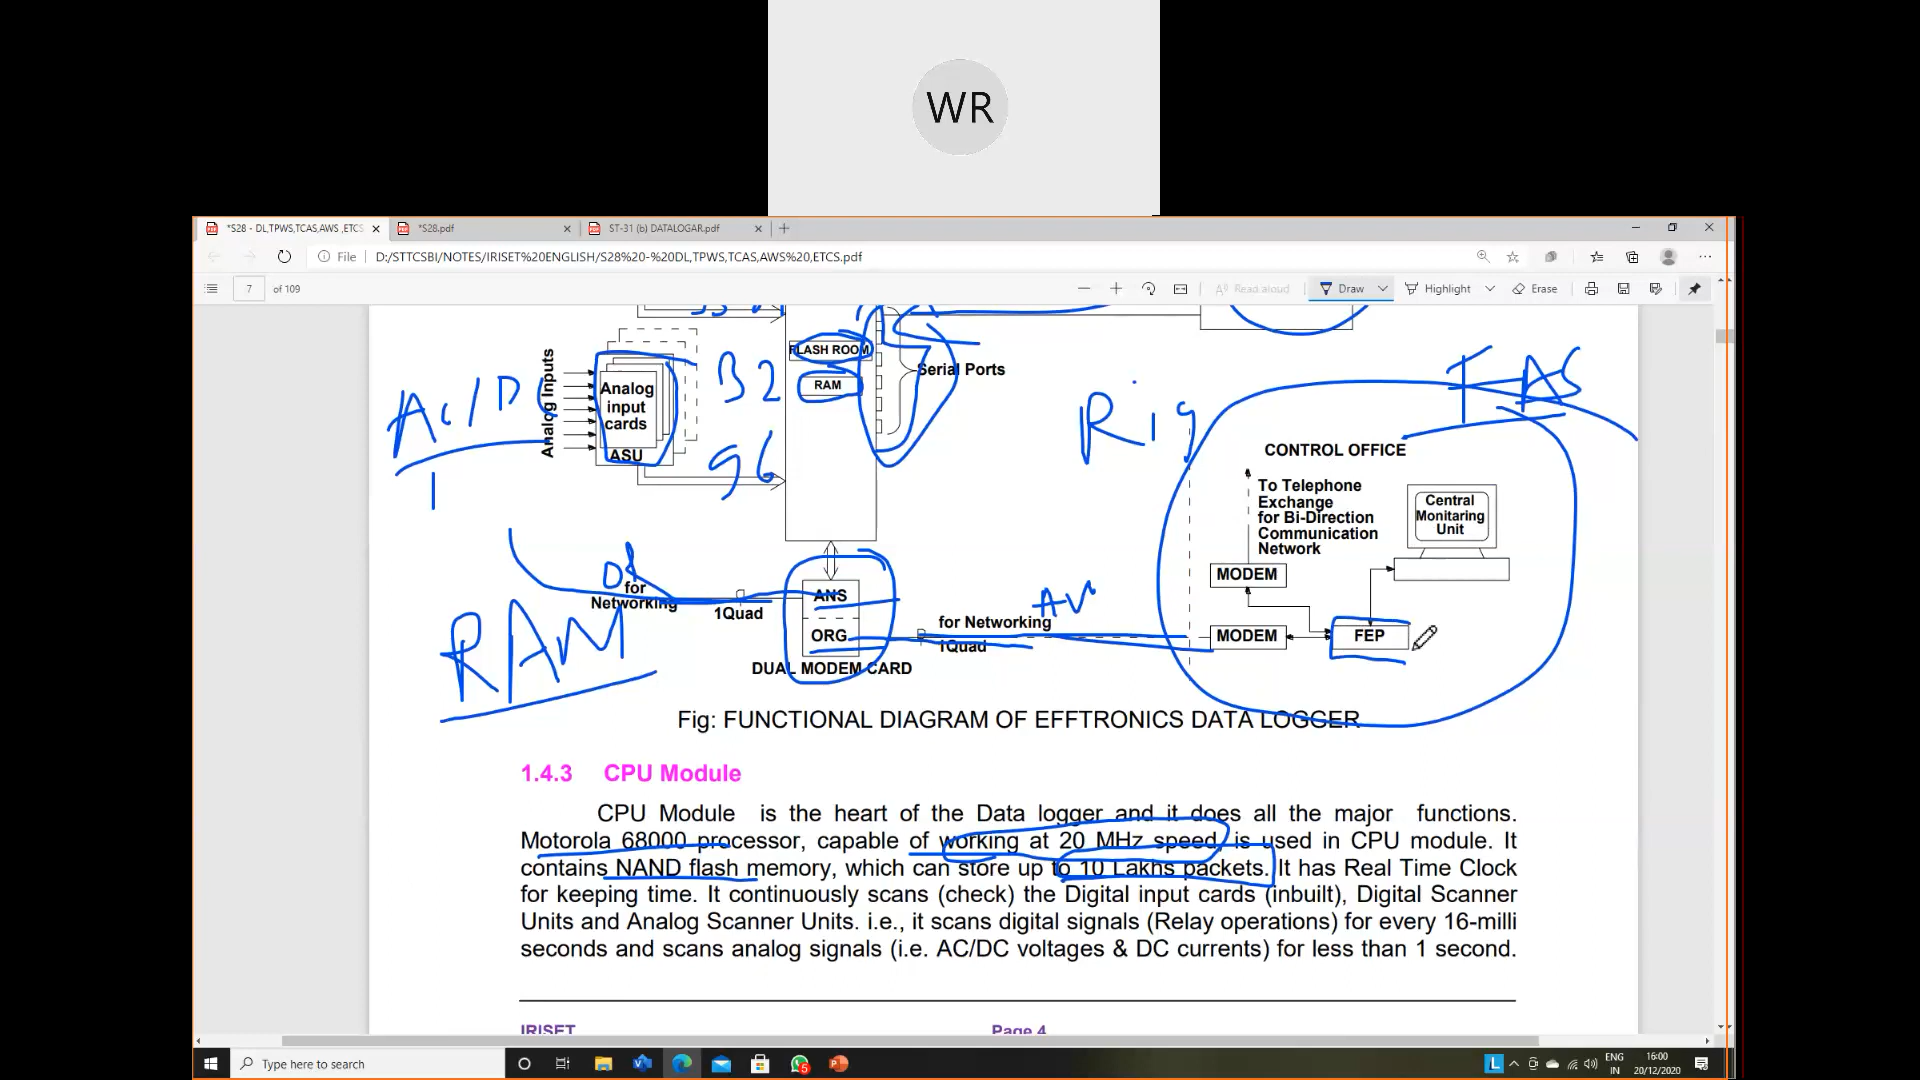 WR
*S28 - DL,TPWS,TCAS,AWS ,ETCS
*S28.pdf
ST-31 (b) DATALOGAR.pdf
File D:/STTCSBI/NOTES/IRISET%20ENGLISH/S28%20-%20DL,TPWS,TCAS,AWS%20,ETCS.pdf
7 of 109
Read aloud
Draw
Highlight
Erase
FLASH ROOM
RAM
Serial Ports
Analog Inputs
Analog
input
cards
ASU
32
96
AC/DC
CONTROL OFFICE
To Telephone
Exchange
for Bi-Direction
Communication
Network
Central
Monitaring
Unit
MODEM
for
Networking
1Quad
ANS
ORG
DUAL MODEM CARD
for Networking
1Quad
MODEM
FEP
RAM
Fig: FUNCTIONAL DIAGRAM OF EFFTRONICS DATA LOGGER
1.4.3 CPU Module
CPU Module is the heart of the Data logger and it does all the major functions.
Motorola 68000 processor, capable of working at 20 MHz speed, is used in CPU module. It
contains NAND flash memory, which can store up to 10 Lakhs packets. It has Real Time Clock
for keeping time. It continuously scans (check) the Digital input cards (inbuilt), Digital Scanner
Units and Analog Scanner Units. i.e., it scans digital signals (Relay operations) for every 16-milli
seconds and scans analog signals (i.e. AC/DC voltages & DC currents) for less than 1 second.
IRISET Page 4
Type here to search
5
L
ENG
IN
16:00
20/12/2020